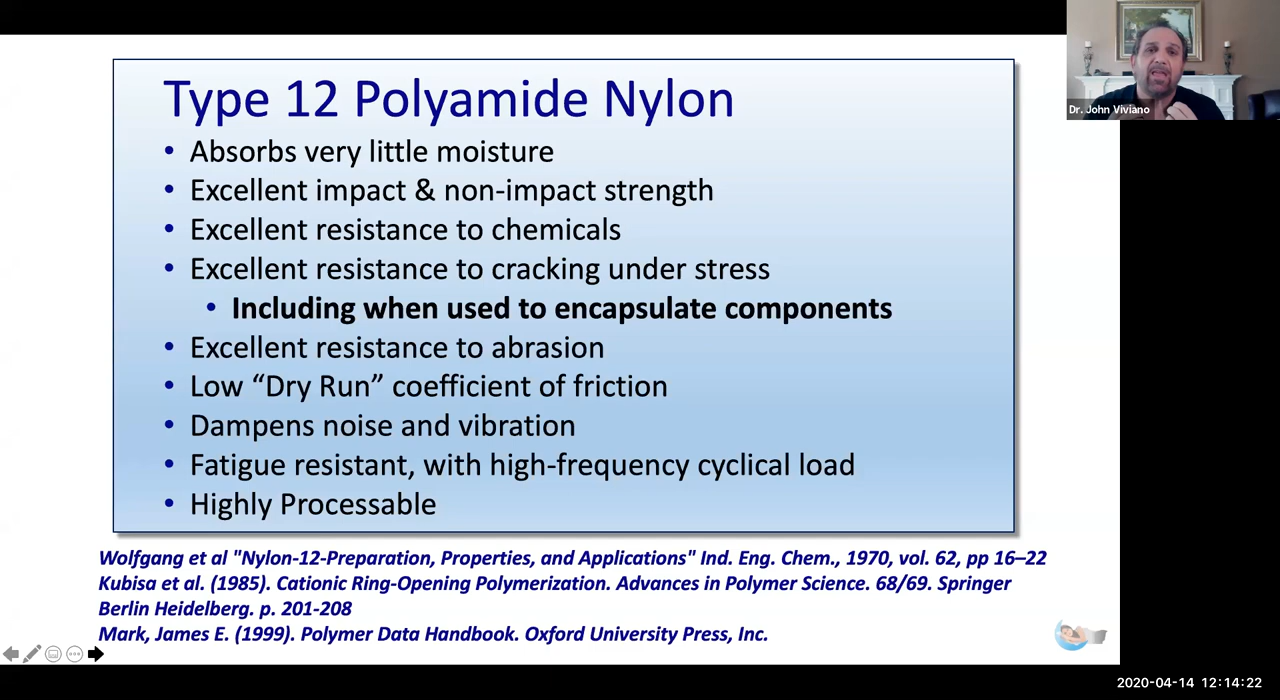 Type 12 Polyamide Nylon
• Absorbs very little moisture
• Excellent impact & non-impact strength
• Excellent resistance to chemicals
• Excellent resistance to cracking under stress
• Including when used to encapsulate components
• Excellent resistance to abrasion
• Low “Dry Run” coefficient of friction
• Dampens noise and vibration
• Fatigue resistant, with high-frequency cyclical load
• Highly Processable
Wolfgang et al "Nylon-12-Preparation, Properties, and Applications" Ind. Eng. Chem., 1970, vol. 62, pp 16–22
Kubisa et al. (1985). Cationic Ring-Opening Polymerization. Advances in Polymer Science. 68/69. Springer
Berlin Heidelberg. p. 201-208
Mark, James E. (1999). Polymer Data Handbook. Oxford University Press, Inc.
Dr. John Viviano
2020-04-14 12:14:22